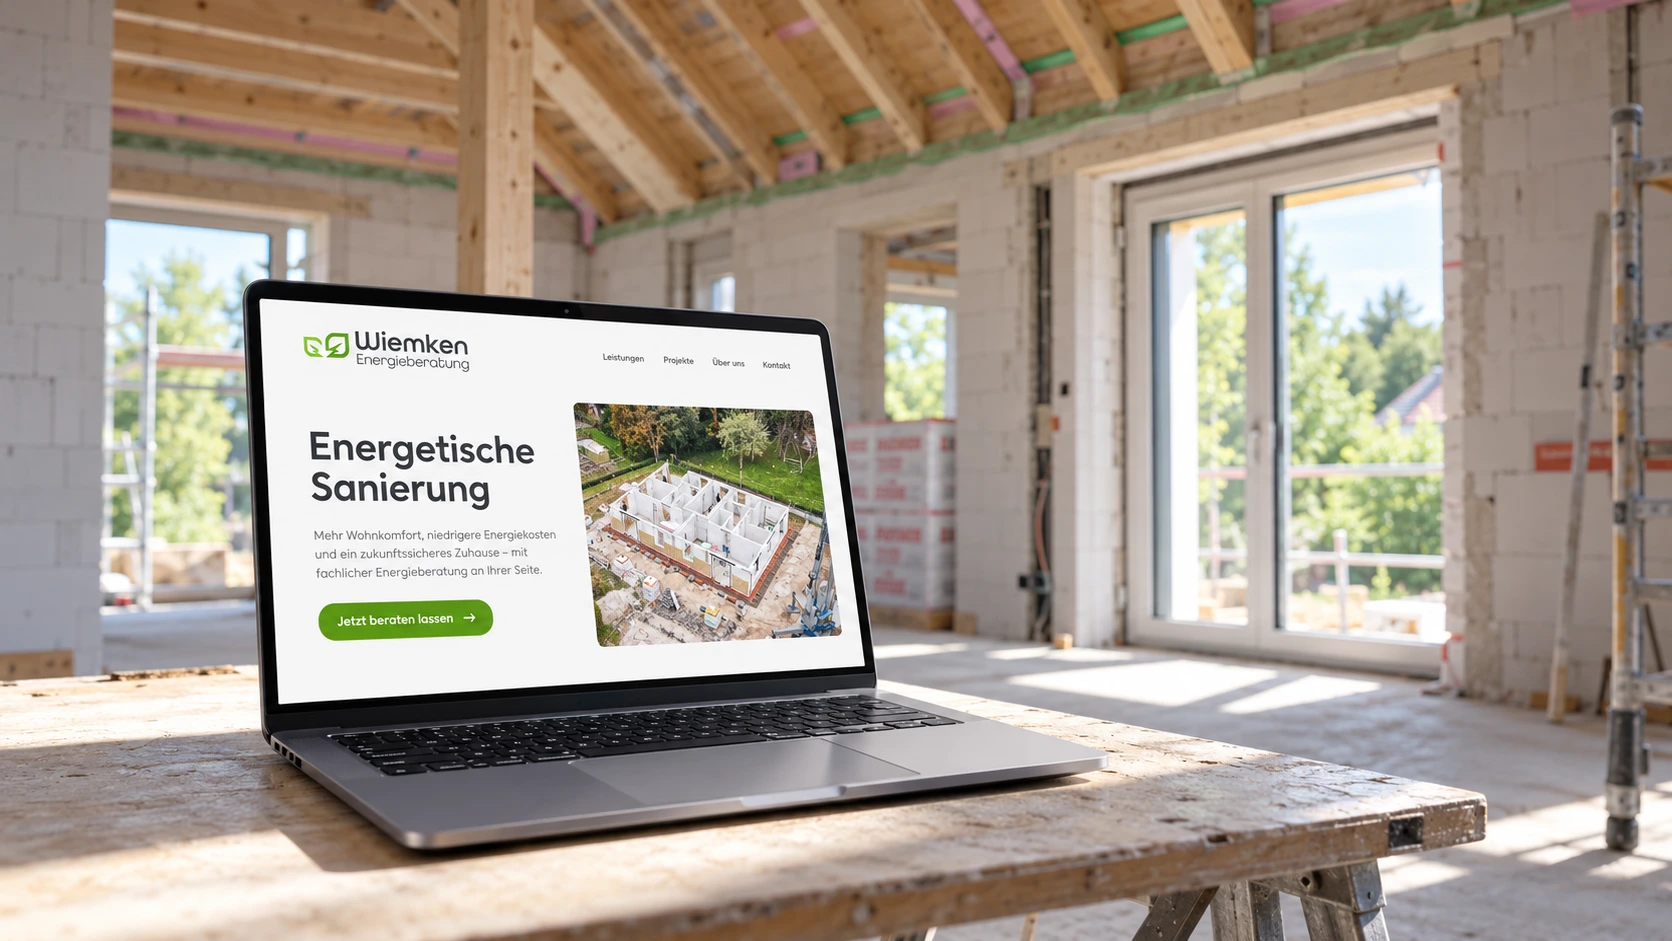 Wiemken
Energieberatung
Leistungen Projekte Über uns Kontakt
Energetische
Sanierung
Mehr Wohnkomfort, niedrigere Energiekosten
und ein zukunftssicheres Zuhause – mit
fachlicher Energieberatung an Ihrer Seite.
Jetzt beraten lassen →